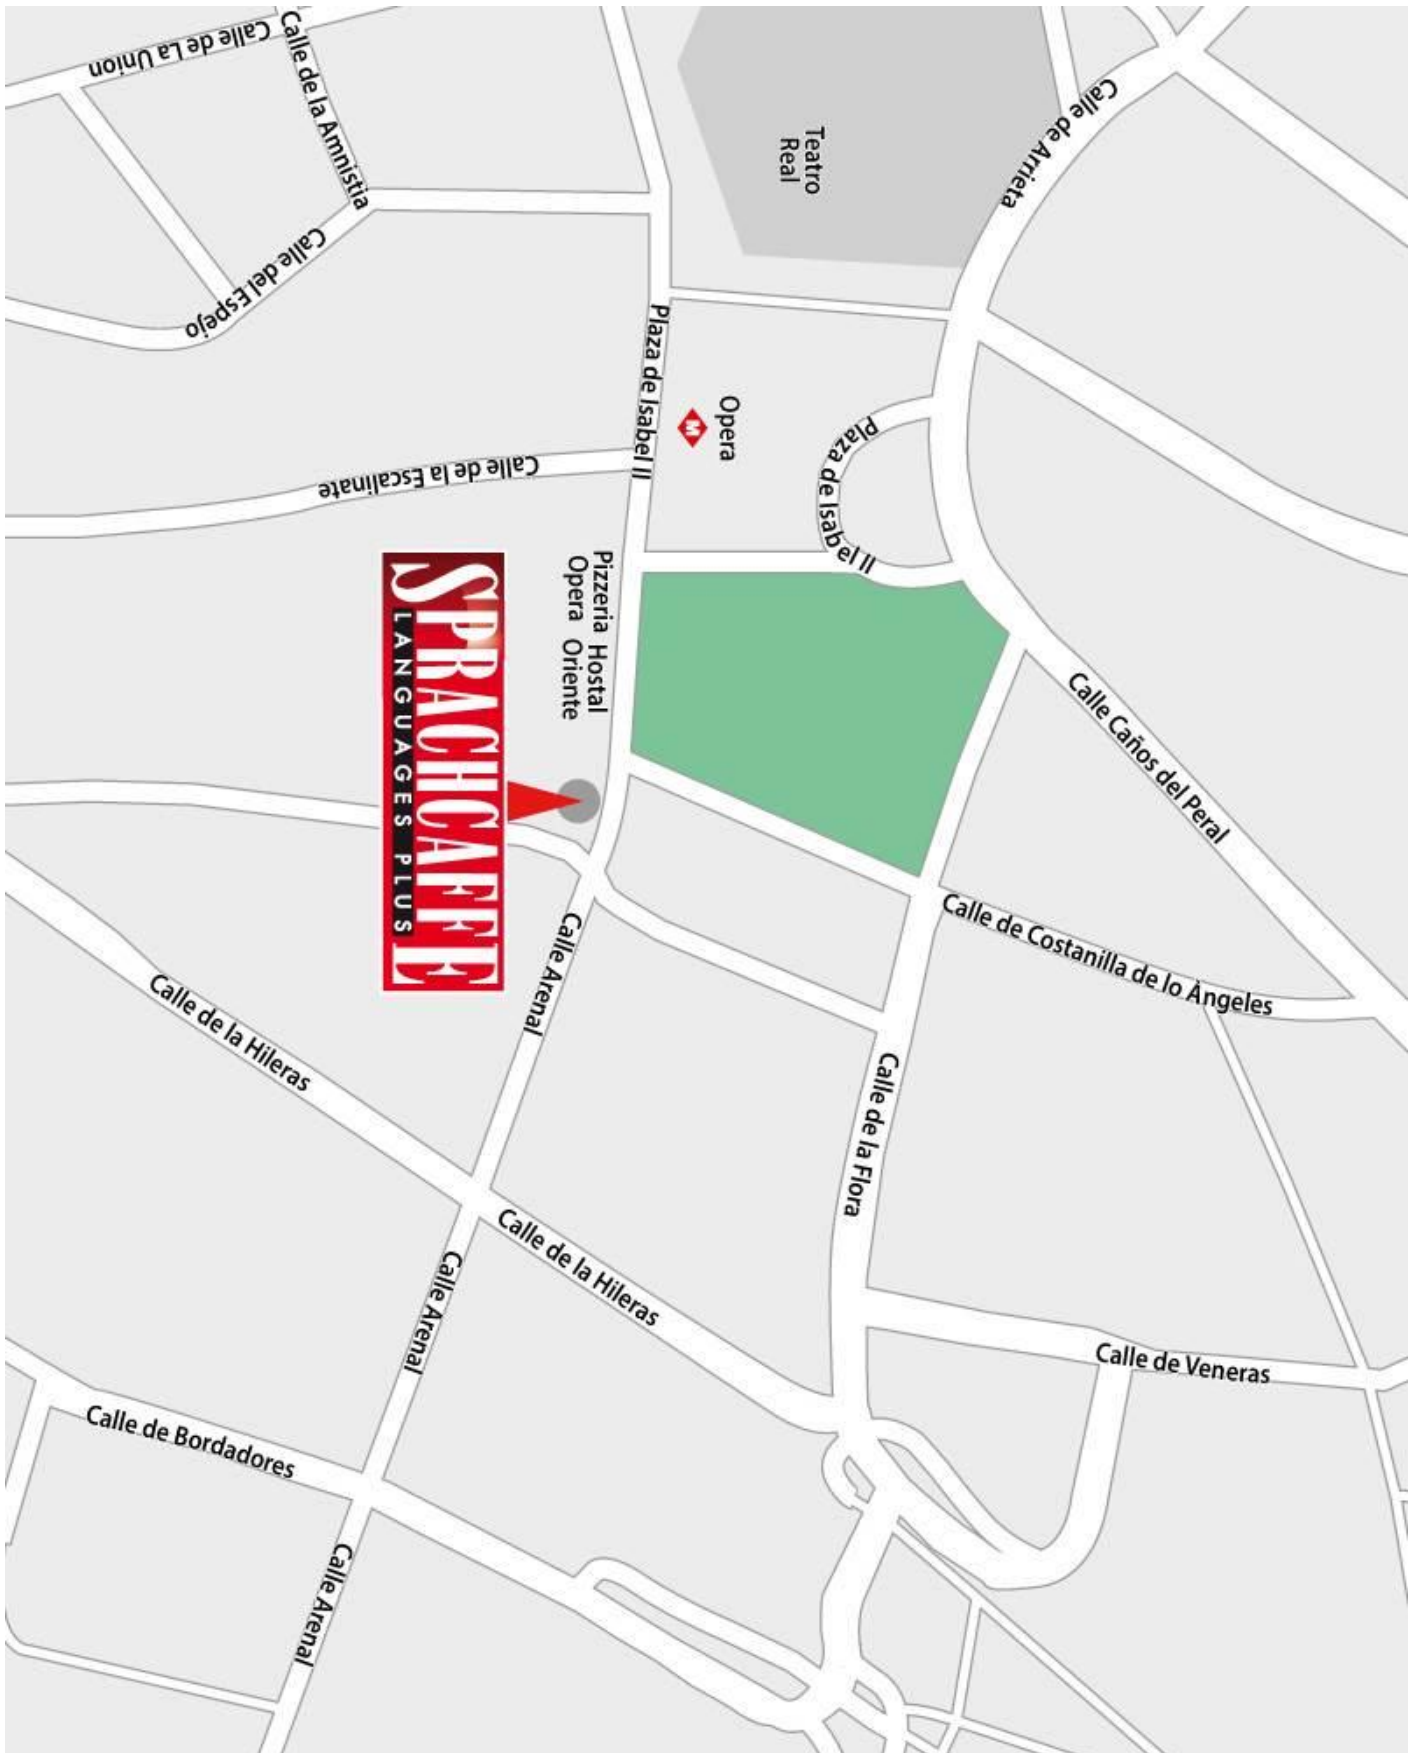 Calle de La Union
Calle de la Amnistia
Calle del Espejo
Teatro
Real
Calle de Arrieta
Plaza de Isabel II
Opera
M
Plaza de Isabel II
Calle de la Escalinate
Pizzeria Hostal
Opera Oriente
SPRACHCAFE
LANGUAGES PLUS
Calle Caños del Peral
Calle de Costanilla de lo Ángeles
Calle Arenal
Calle de la Hileras
Calle de la Flora
Calle de la Hileras
Calle Arenal
Calle de Veneras
Calle de Bordadores
Calle Arenal